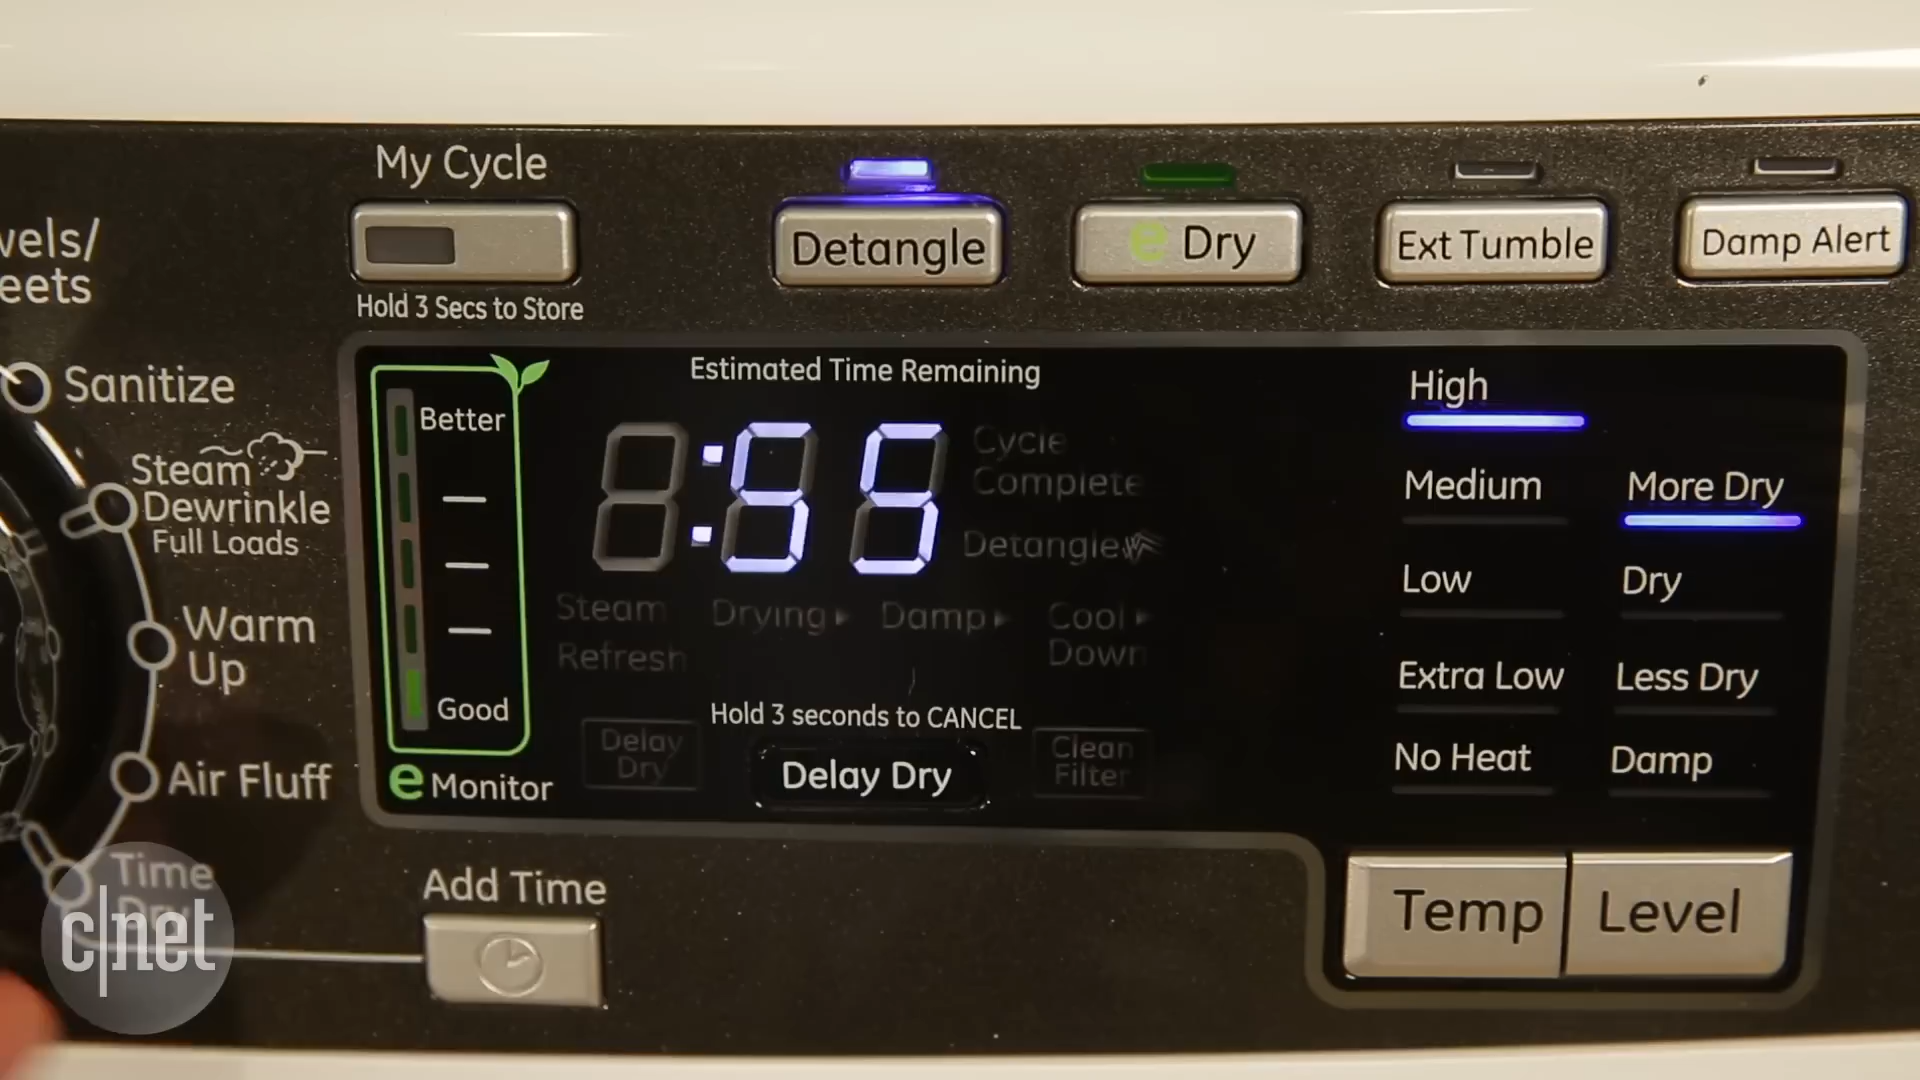 My Cycle
Hold 3 Secs to Store
Detangle
e Dry
Ext Tumble
Damp Alert
Sanitize
Steam
Dewrinkle
Full Loads
Warm
Up
Air Fluff
Time
Dry
Add Time
Better
Good
e Monitor
Estimated Time Remaining
:55
Cycle
Complete
Detangle
Steam
Refresh
Drying
Damp
Cool
Down
Hold 3 seconds to CANCEL
Delay
Dry
Delay Dry
Clean
Filter
High
Medium
Low
Extra Low
No Heat
More Dry
Dry
Less Dry
Damp
Temp
Level
c|net